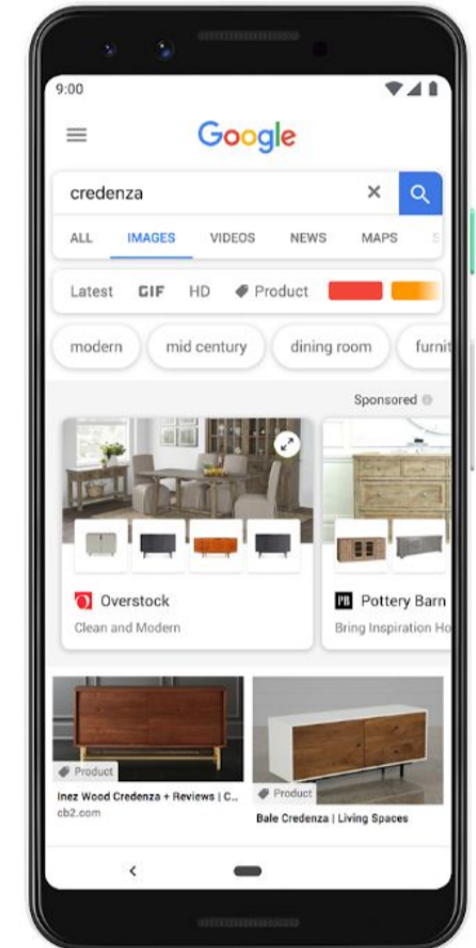 9:00
Google
credenza
ALL IMAGES VIDEOS NEWS MAPS S
Latest GIF HD Product
modern mid century dining room furnit
Sponsored
Overstock
Clean and Modern
PB Pottery Barn
Bring Inspiration Ho
Product
Inez Wood Credenza + Reviews | C..
cb2.com
Product
Bale Credenza | Living Spaces